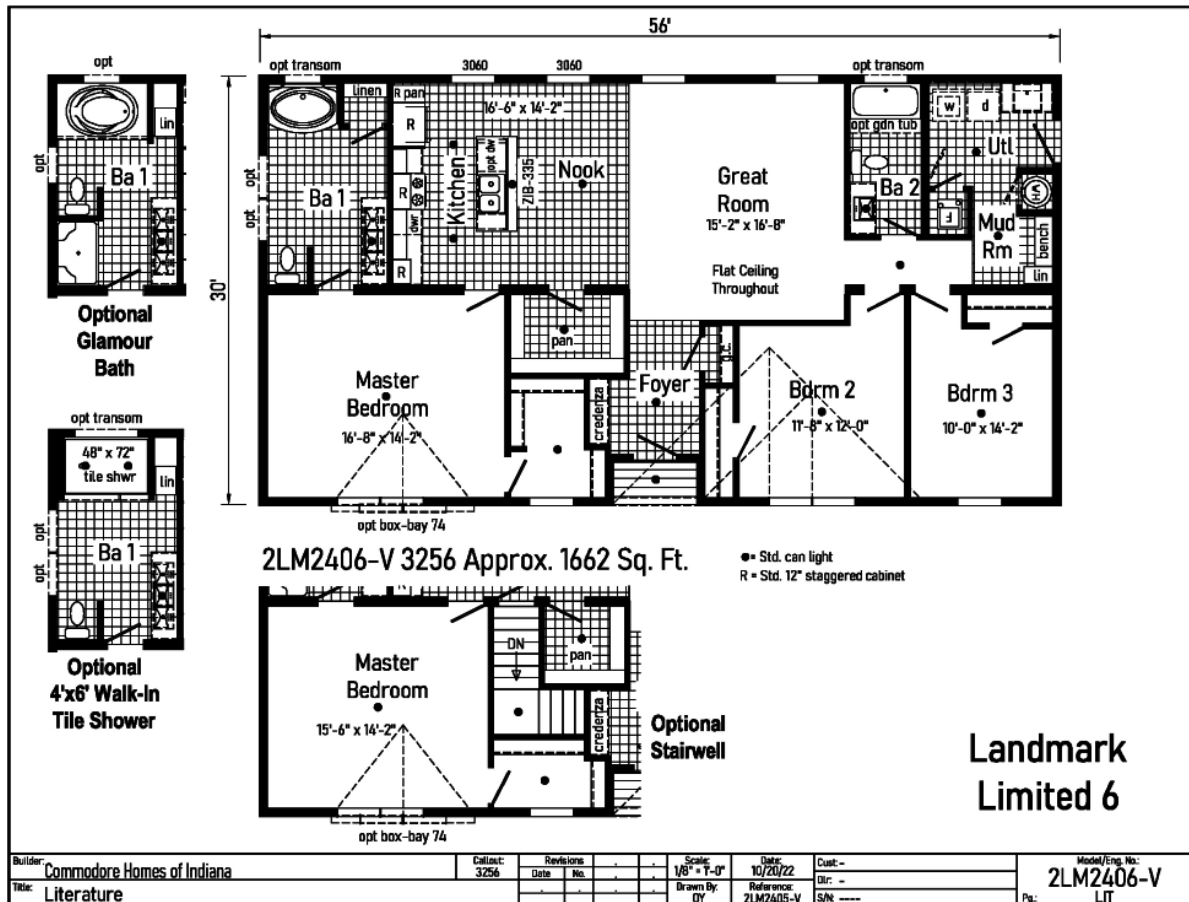 56'
opt
opt transom
3060
3060
opt transom
linen
R pan
16'-6" x 14'-2"
w
d
lin
R
opt gdn tub
opt
opt dw
Utl
opt
Ba 1
Ba 1
R
Kitchen
ZIB-335
Nook
Great
Room
15'-2" x 16'-8"
Ba 2
WH
opt
dwr
F
Mud
Rm
bench
R
Flat Ceiling
Throughout
lin
30'
Optional
Glamour
Bath
pan
g.c.
Master
Bedroom
16'-8" x 14'-2"
Foyer
credenza
Bdrm 2
11'-8" x 12'-0"
Bdrm 3
10'-0" x 14'-2"
opt transom
48" x 72"
tile shwr
lin
opt
opt
Ba 1
opt box-bay 74
2LM2406-V 3256 Approx. 1662 Sq. Ft.
●= Std. can light
R = Std. 12" staggered cabinet
Optional
4'x6' Walk-in
Tile Shower
DN
pan
Master
Bedroom
15'-6" x 14'-2"
credenza
Optional
Stairwell
opt box-bay 74
Landmark
Limited 6
Builder: Commodore Homes of Indiana
Callout: 3256
Revisions
Date No.
Scale: 1/8" = 1'-0"
Date: 10/20/22
Cust: -
Model/Eng. No.: 2LM2406-V
Title: Literature
Drawn By: DY
Reference: 2LM2405-V
Dlr: -
S/N: ----
Pg.: LIT